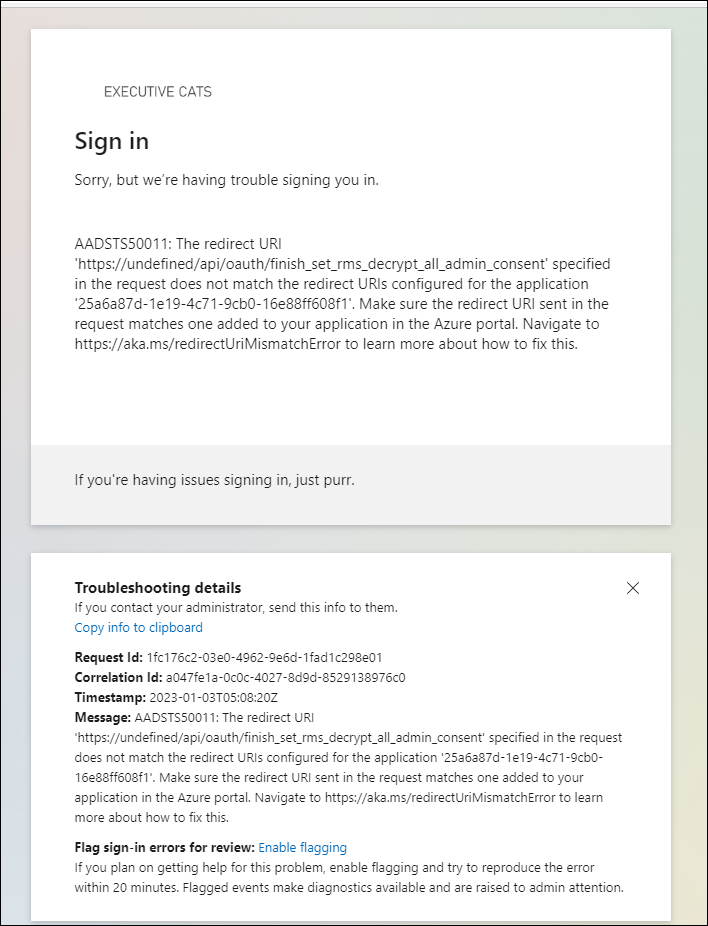 EXECUTIVE CATS
Sign in
Sorry, but we're having trouble signing you in.
AADSTS50011: The redirect URI
'https://undefined/api/oauth/finish_set_rms_decrypt_all_admin_consent' specified
in the request does not match the redirect URIs configured for the application
'25a6a87d-1e19-4c71-9cb0-16e88ff608f1'. Make sure the redirect URI sent in the
request matches one added to your application in the Azure portal. Navigate to
https://aka.ms/redirectUriMismatchError to learn more about how to fix this.
If you're having issues signing in, just purr.
Troubleshooting details
If you contact your administrator, send this info to them.
Copy info to clipboard
Request Id: 1fc176c2-03e0-4962-9e6d-1fad1c298e01
Correlation Id: a047fe1a-0c0c-4027-8d9d-8529138976c0
Timestamp: 2023-01-03T05:08:20Z
Message: AADSTS50011: The redirect URI
'https://undefined/api/oauth/finish_set_rms_decrypt_all_admin_consent' specified in the request
does not match the redirect URIs configured for the application '25a6a87d-1e19-4c71-9cb0-
16e88ff608f1'. Make sure the redirect URI sent in the request matches one added to your
application in the Azure portal. Navigate to https://aka.ms/redirectUriMismatchError to learn
more about how to fix this.
Flag sign-in errors for review: Enable flagging
If you plan on getting help for this problem, enable flagging and try to reproduce the error
within 20 minutes. Flagged events make diagnostics available and are raised to admin attention.